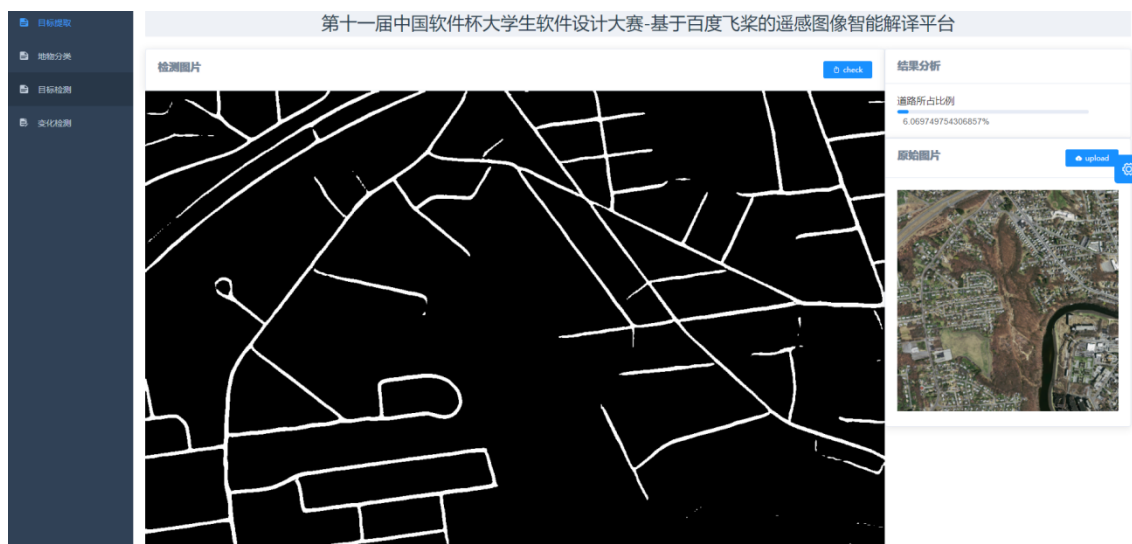 第十一届中国软件杯大学生软件设计大赛-基于百度飞桨的遥感图像智能解译平台
目标提取
地物分类
目标检测
变化检测
检测图片
check
结果分析
道路所占比例
6.069749754306857%
原始图片
upload